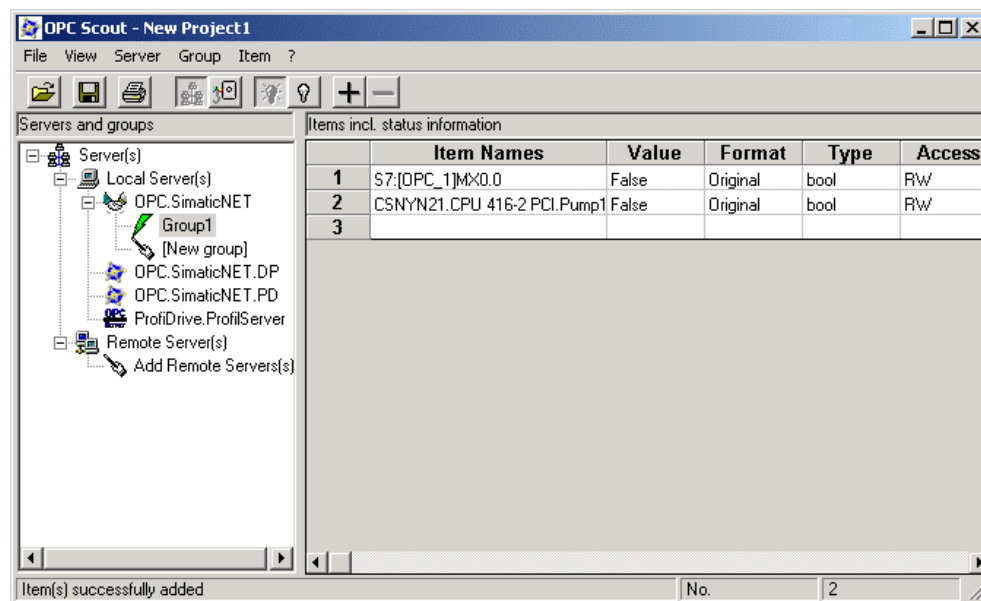 OPC Scout - New Project1
File View Server Group Item ?
Servers and groups
Items incl. status information
Server(s)
Local Server(s)
OPC.SimaticNET
Group1
[New group]
OPC.SimaticNET.DP
OPC.SimaticNET.PD
OPC ProfiDrive.ProfilServer
Remote Server(s)
Add Remote Servers(s)
Item Names Value Format Type Access
1 S7:[OPC_1]MX0.0 False Original bool RW
2 CSNYN21.CPU 416-2 PCI.Pump1 False Original bool RW
3
Item(s) successfully added
No. 2